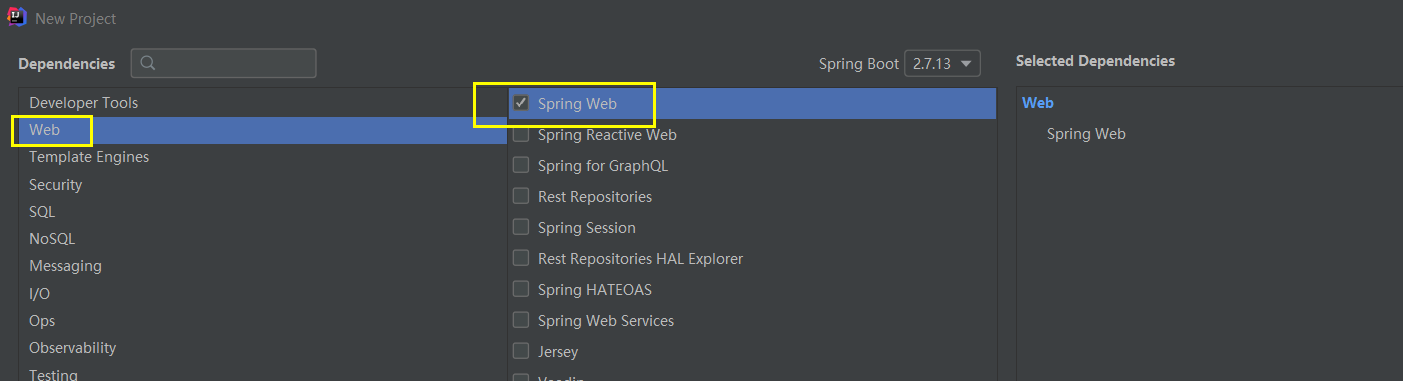 New Project
Dependencies
Spring Boot 2.7.13
Selected Dependencies
Developer Tools
Web
Template Engines
Security
SQL
NoSQL
Messaging
I/O
Ops
Observability
Testing
Spring Web
Spring Reactive Web
Spring for GraphQL
Rest Repositories
Spring Session
Rest Repositories HAL Explorer
Spring HATEOAS
Spring Web Services
Jersey
Vaadin
Web
Spring Web